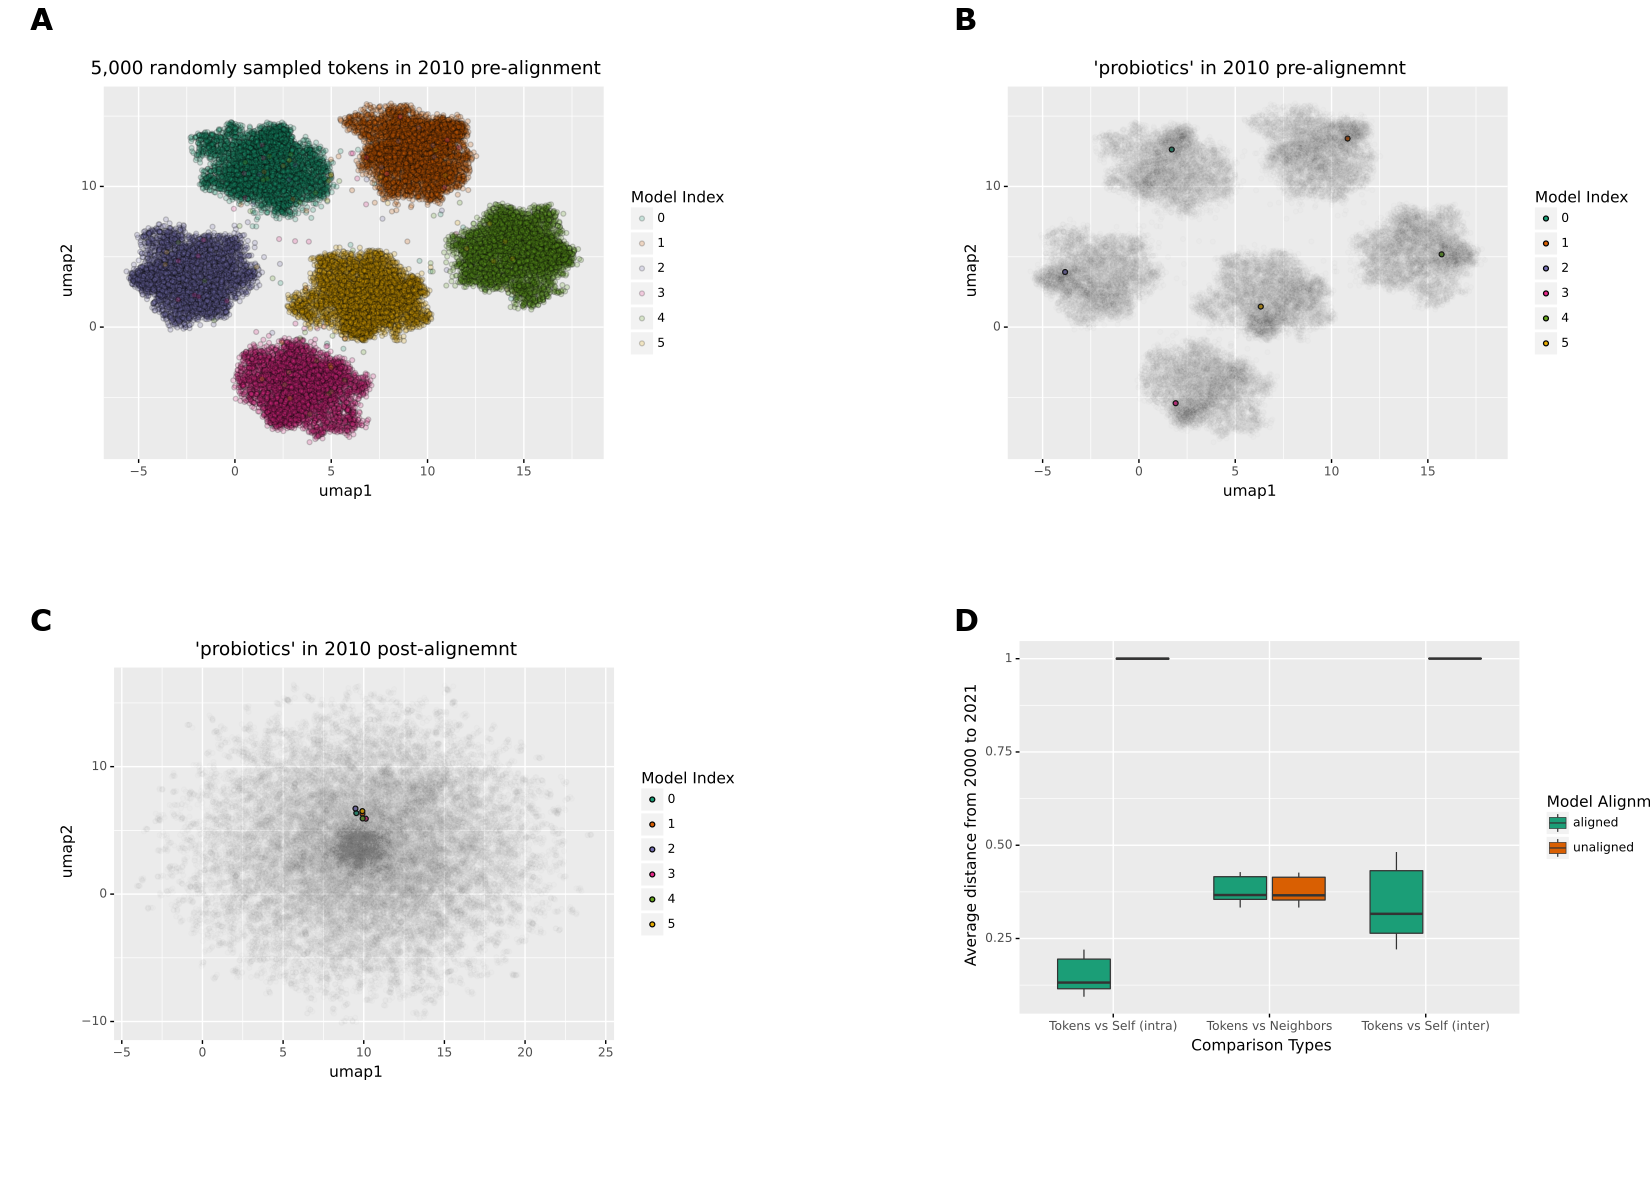 A
5,000 randomly sampled tokens in 2010 pre-alignment
10
0
−5
0
5
10
15
umap1
umap2
Model Index
0
1
2
3
4
5
B
'probiotics' in 2010 pre-alignemnt
10
0
−5
0
5
10
15
umap1
umap2
Model Index
0
1
2
3
4
5
C
'probiotics' in 2010 post-alignemnt
10
0
−10
−5
0
5
10
15
20
25
umap1
umap2
Model Index
0
1
2
3
4
5
D
1
0.75
0.50
0.25
Average distance from 2000 to 2021
Tokens vs Self (intra)
Tokens vs Neighbors
Tokens vs Self (inter)
Comparison Types
Model Alignm
aligned
unaligned